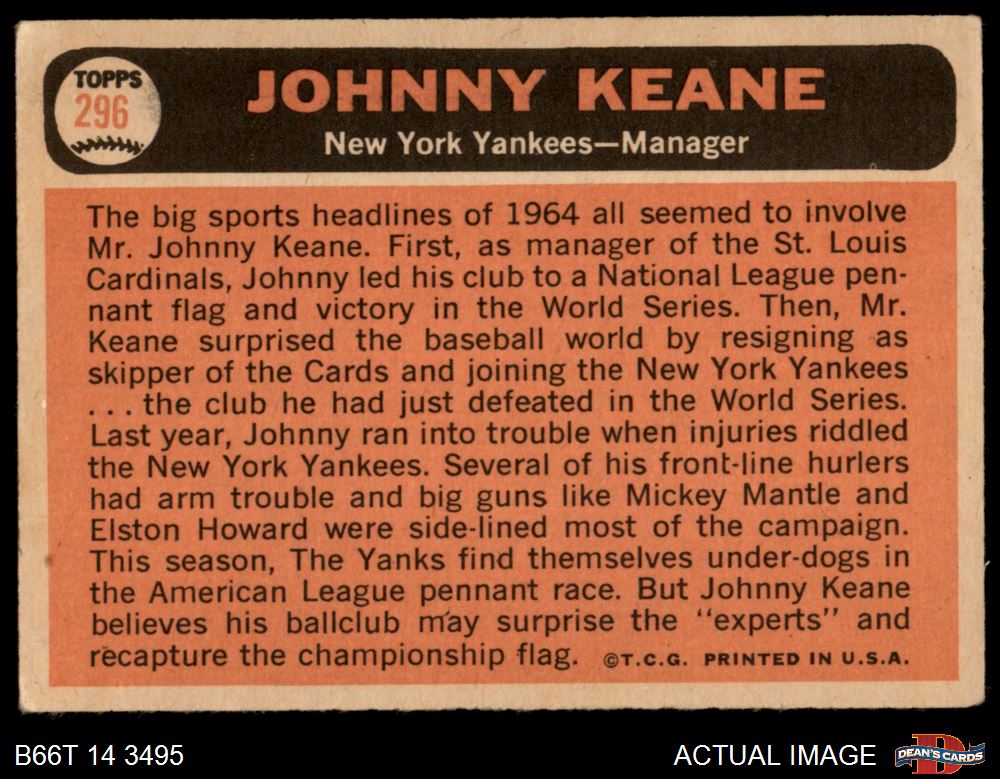 TOPPS
296
JOHNNY KEANE
New York Yankees—Manager
The big sports headlines of 1964 all seemed to involve
Mr. Johnny Keane. First, as manager of the St. Louis
Cardinals, Johnny led his club to a National League pen-
nant flag and victory in the World Series. Then, Mr.
Keane surprised the baseball world by resigning as
skipper of the Cards and joining the New York Yankees
...the club he had just defeated in the World Series.
Last year, Johnny ran into trouble when injuries riddled
the New York Yankees. Several of his front-line hurlers
had arm trouble and big guns like Mickey Mantle and
Elston Howard were side-lined most of the campaign.
This season, The Yanks find themselves under-dogs in
the American League pennant race. But Johnny Keane
believes his ballclub may surprise the "experts" and
recapture the championship flag. ©T.C.G. PRINTED IN U.S.A.
B66T 14 3495 ACTUAL IMAGE DEAN'S CARDS